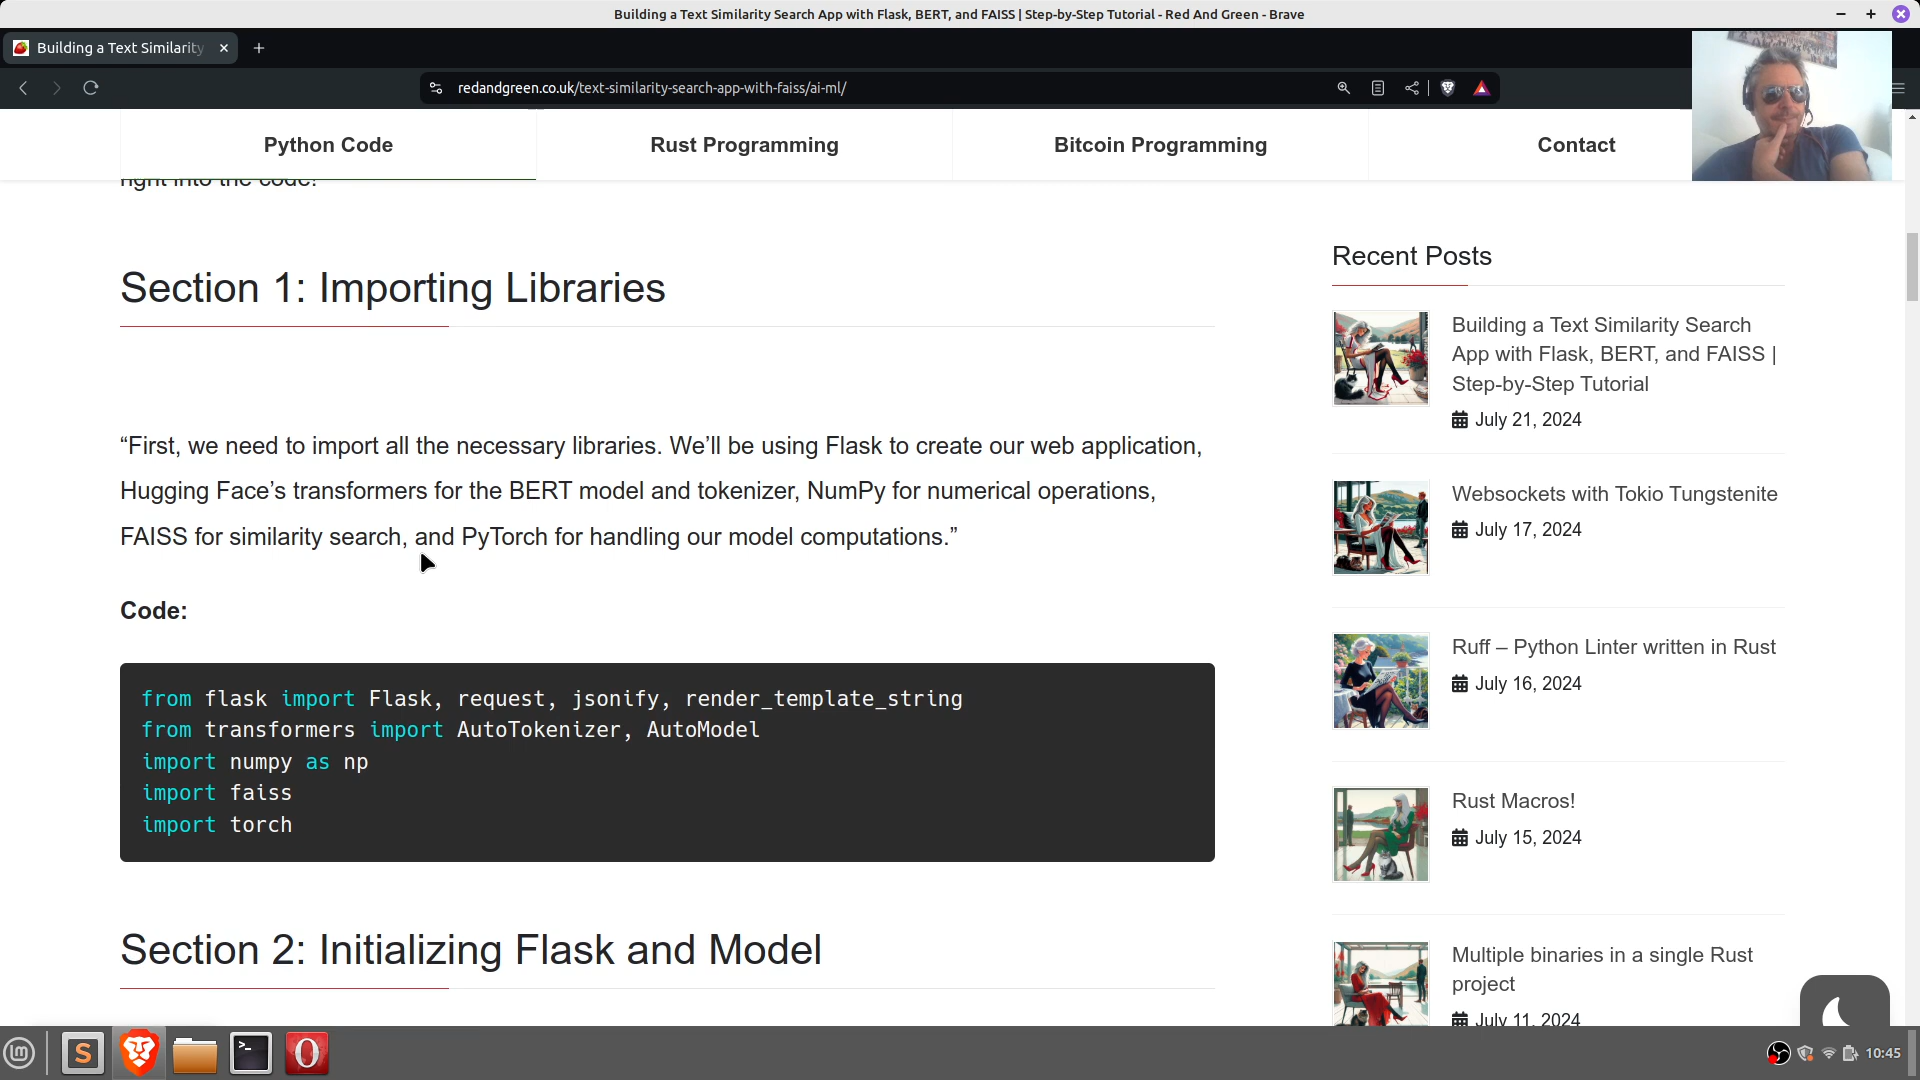 Building a Text Similarity Search App with Flask, BERT, and FAISS | Step-by-Step Tutorial - Red And Green - Brave
Building a Text Similarity
redandgreen.co.uk/text-similarity-search-app-with-faiss/ai-ml/
Python Code
Rust Programming
Bitcoin Programming
Contact
right into the code!
Section 1: Importing Libraries
“First, we need to import all the necessary libraries. We’ll be using Flask to create our web application,
Hugging Face’s transformers for the BERT model and tokenizer, NumPy for numerical operations,
FAISS for similarity search, and PyTorch for handling our model computations.”
Code:
from flask import Flask, request, jsonify, render_template_string
from transformers import AutoTokenizer, AutoModel
import numpy as np
import faiss
import torch
Section 2: Initializing Flask and Model
Recent Posts
Building a Text Similarity Search
App with Flask, BERT, and FAISS |
Step-by-Step Tutorial
July 21, 2024
Websockets with Tokio Tungstenite
July 17, 2024
Ruff – Python Linter written in Rust
July 16, 2024
Rust Macros!
July 15, 2024
Multiple binaries in a single Rust
project
July 11, 2024
10:45